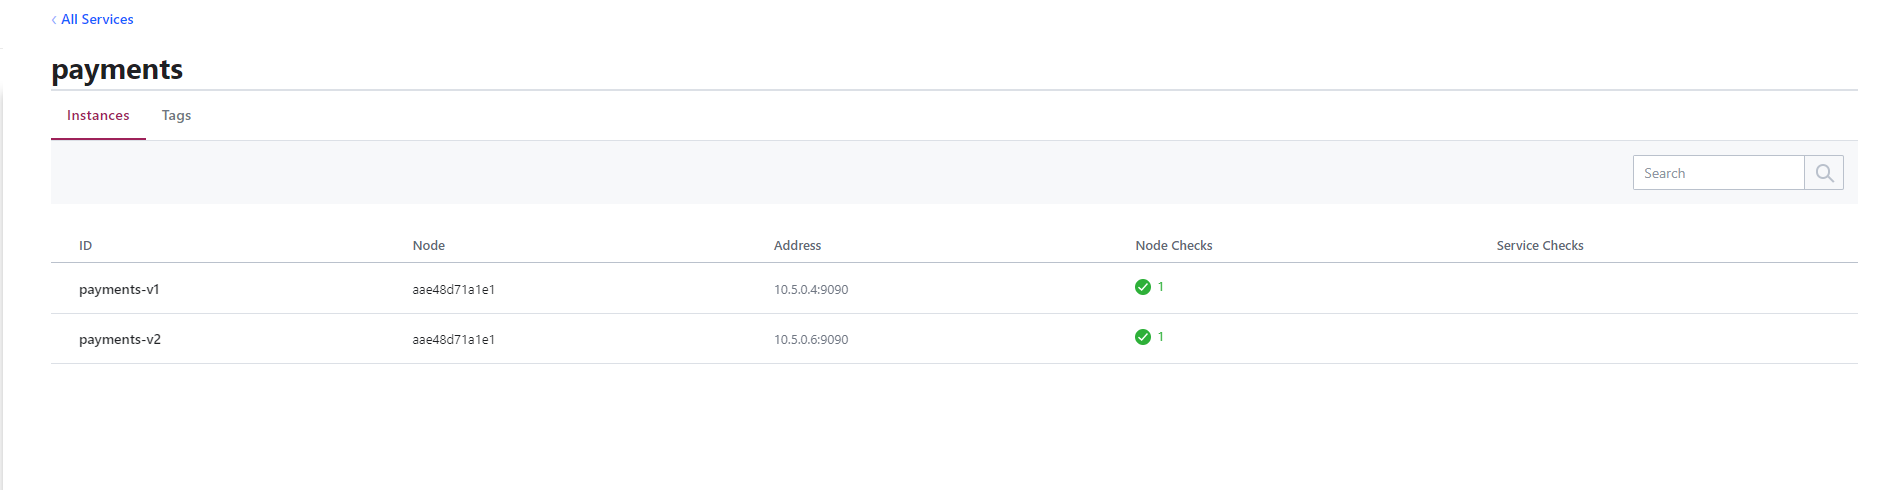 ‹ All Services
payments
Instances Tags
Search
ID Node Address Node Checks Service Checks
payments-v1 aae48d71a1e1 10.5.0.4:9090 1
payments-v2 aae48d71a1e1 10.5.0.6:9090 1